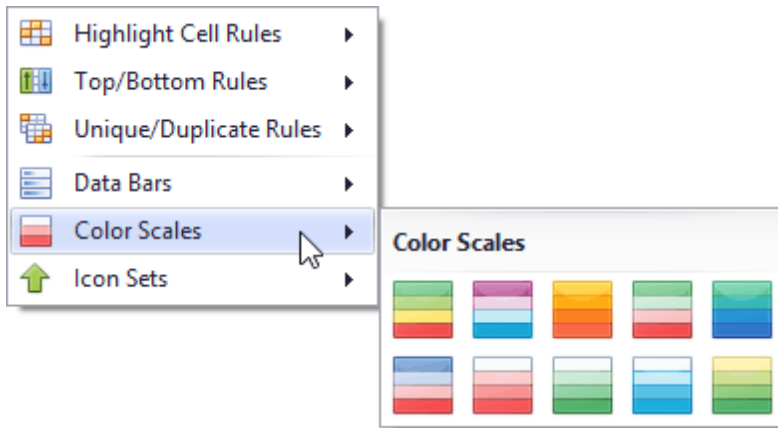 Highlight Cell Rules
Top/Bottom Rules
Unique/Duplicate Rules
Data Bars
Color Scales
Icon Sets
Color Scales